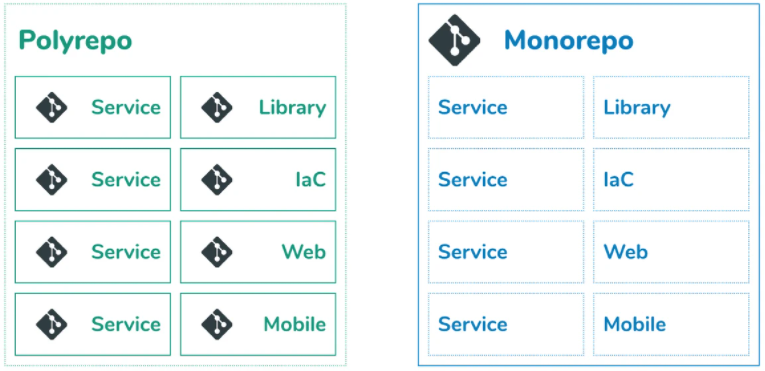 Polyrepo
Service Library
Service IaC
Service Web
Service Mobile
Monorepo
Service Library
Service IaC
Service Web
Service Mobile